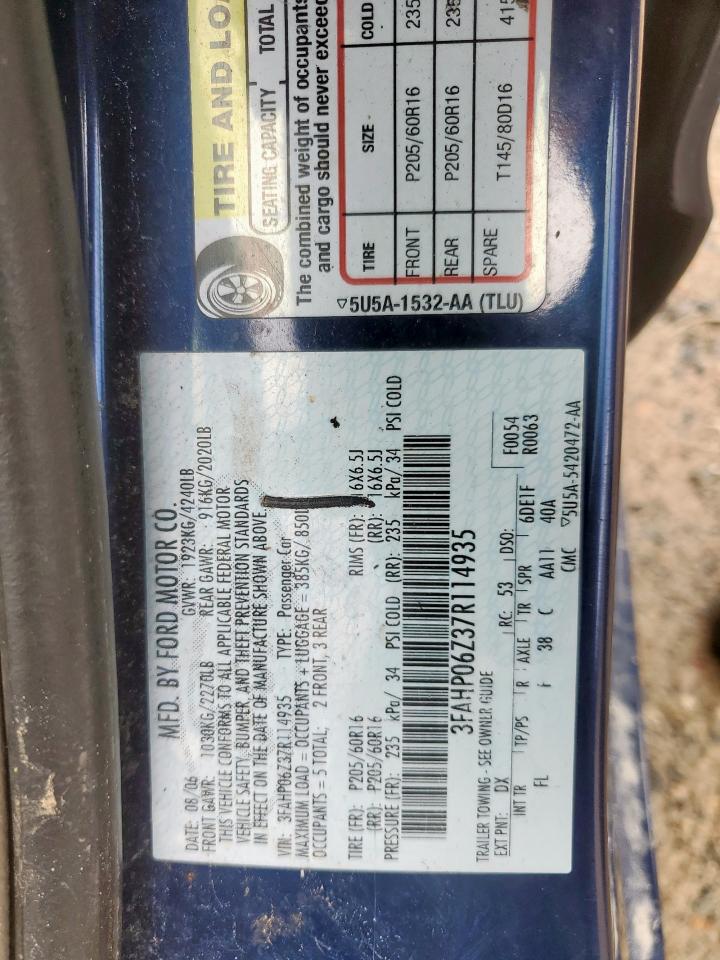 TIRE AND LOA
SEATING CAPACITY TOTAL
The combined weight of occupants
and cargo should never exceed
TIRE SIZE COLD
FRONT P205/60R16 235
REAR P205/60R16 235
SPARE T145/80D16 415
▽5U5A-1532-AA (TLU)
MFD. BY FORD MOTOR CO.
DATE: 08/06 GVWR: 1923KG/4240LB
FRONT GAWR: 1030KG/2270LB REAR GAWR: 916KG/2020LB
THIS VEHICLE CONFORMS TO ALL APPLICABLE FEDERAL MOTOR
VEHICLE SAFETY, BUMPER, AND THEFT PREVENTION STANDARDS
IN EFFECT ON THE DATE OF MANUFACTURE SHOWN ABOVE.
VIN: 3FAHP06Z37R114935 TYPE: Passenger Car
MAXIMUM LOAD = OCCUPANTS + LUGGAGE = 385KG/ 850L
OCCUPANTS = 5 TOTAL; 2 FRONT, 3 REAR
TIRE (FR): P205/60R16 RIMS (FR): 16X6.5J
(RR): P205/60R16 (RR): 16X6.5J
PRESSURE (FR): 235 kPa/ 34 PSI COLD (RR): 235 kPa/ 34 PSI COLD
3FAHP06Z37R114935
TRAILER TOWING - SEE OWNER GUIDE F0054
EXT PNT: DX RC: 53 DSO: R0063
INT TR TP/PS R AXLE TR SPR 6DE1F
FL 38 C AA11 40A
CMC ▽5U5A-5420472-AA